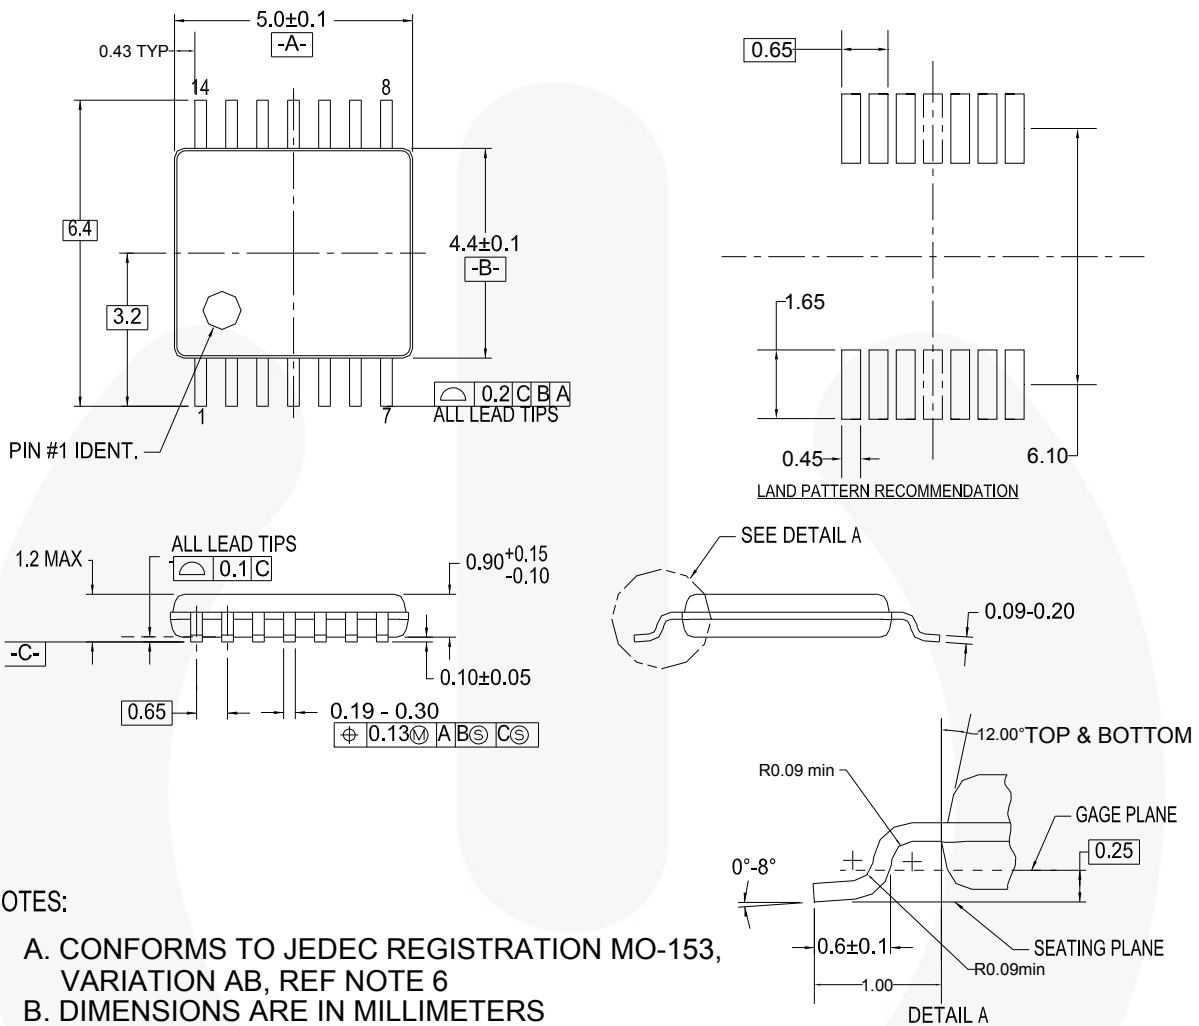 5.0±0.1
-A-
0.43 TYP
0.65
14
8
6.4
4.4±0.1
-B-
3.2
1.65
0.2 C B A
ALL LEAD TIPS
1
7
PIN #1 IDENT.
0.45
6.10
LAND PATTERN RECOMMENDATION
ALL LEAD TIPS
0.1 C
1.2 MAX
0.90+0.15
-0.10
SEE DETAIL A
0.09-0.20
-C-
0.10±0.05
0.65
0.19 - 0.30
⌖ 0.13Ⓜ A BⓈ CⓈ
12.00° TOP & BOTTOM
R0.09 min
GAGE PLANE
0.25
0°-8°
0.6±0.1
SEATING PLANE
R0.09min
1.00
DETAIL A
OTES:
A. CONFORMS TO JEDEC REGISTRATION MO-153,
VARIATION AB, REF NOTE 6
B. DIMENSIONS ARE IN MILLIMETERS